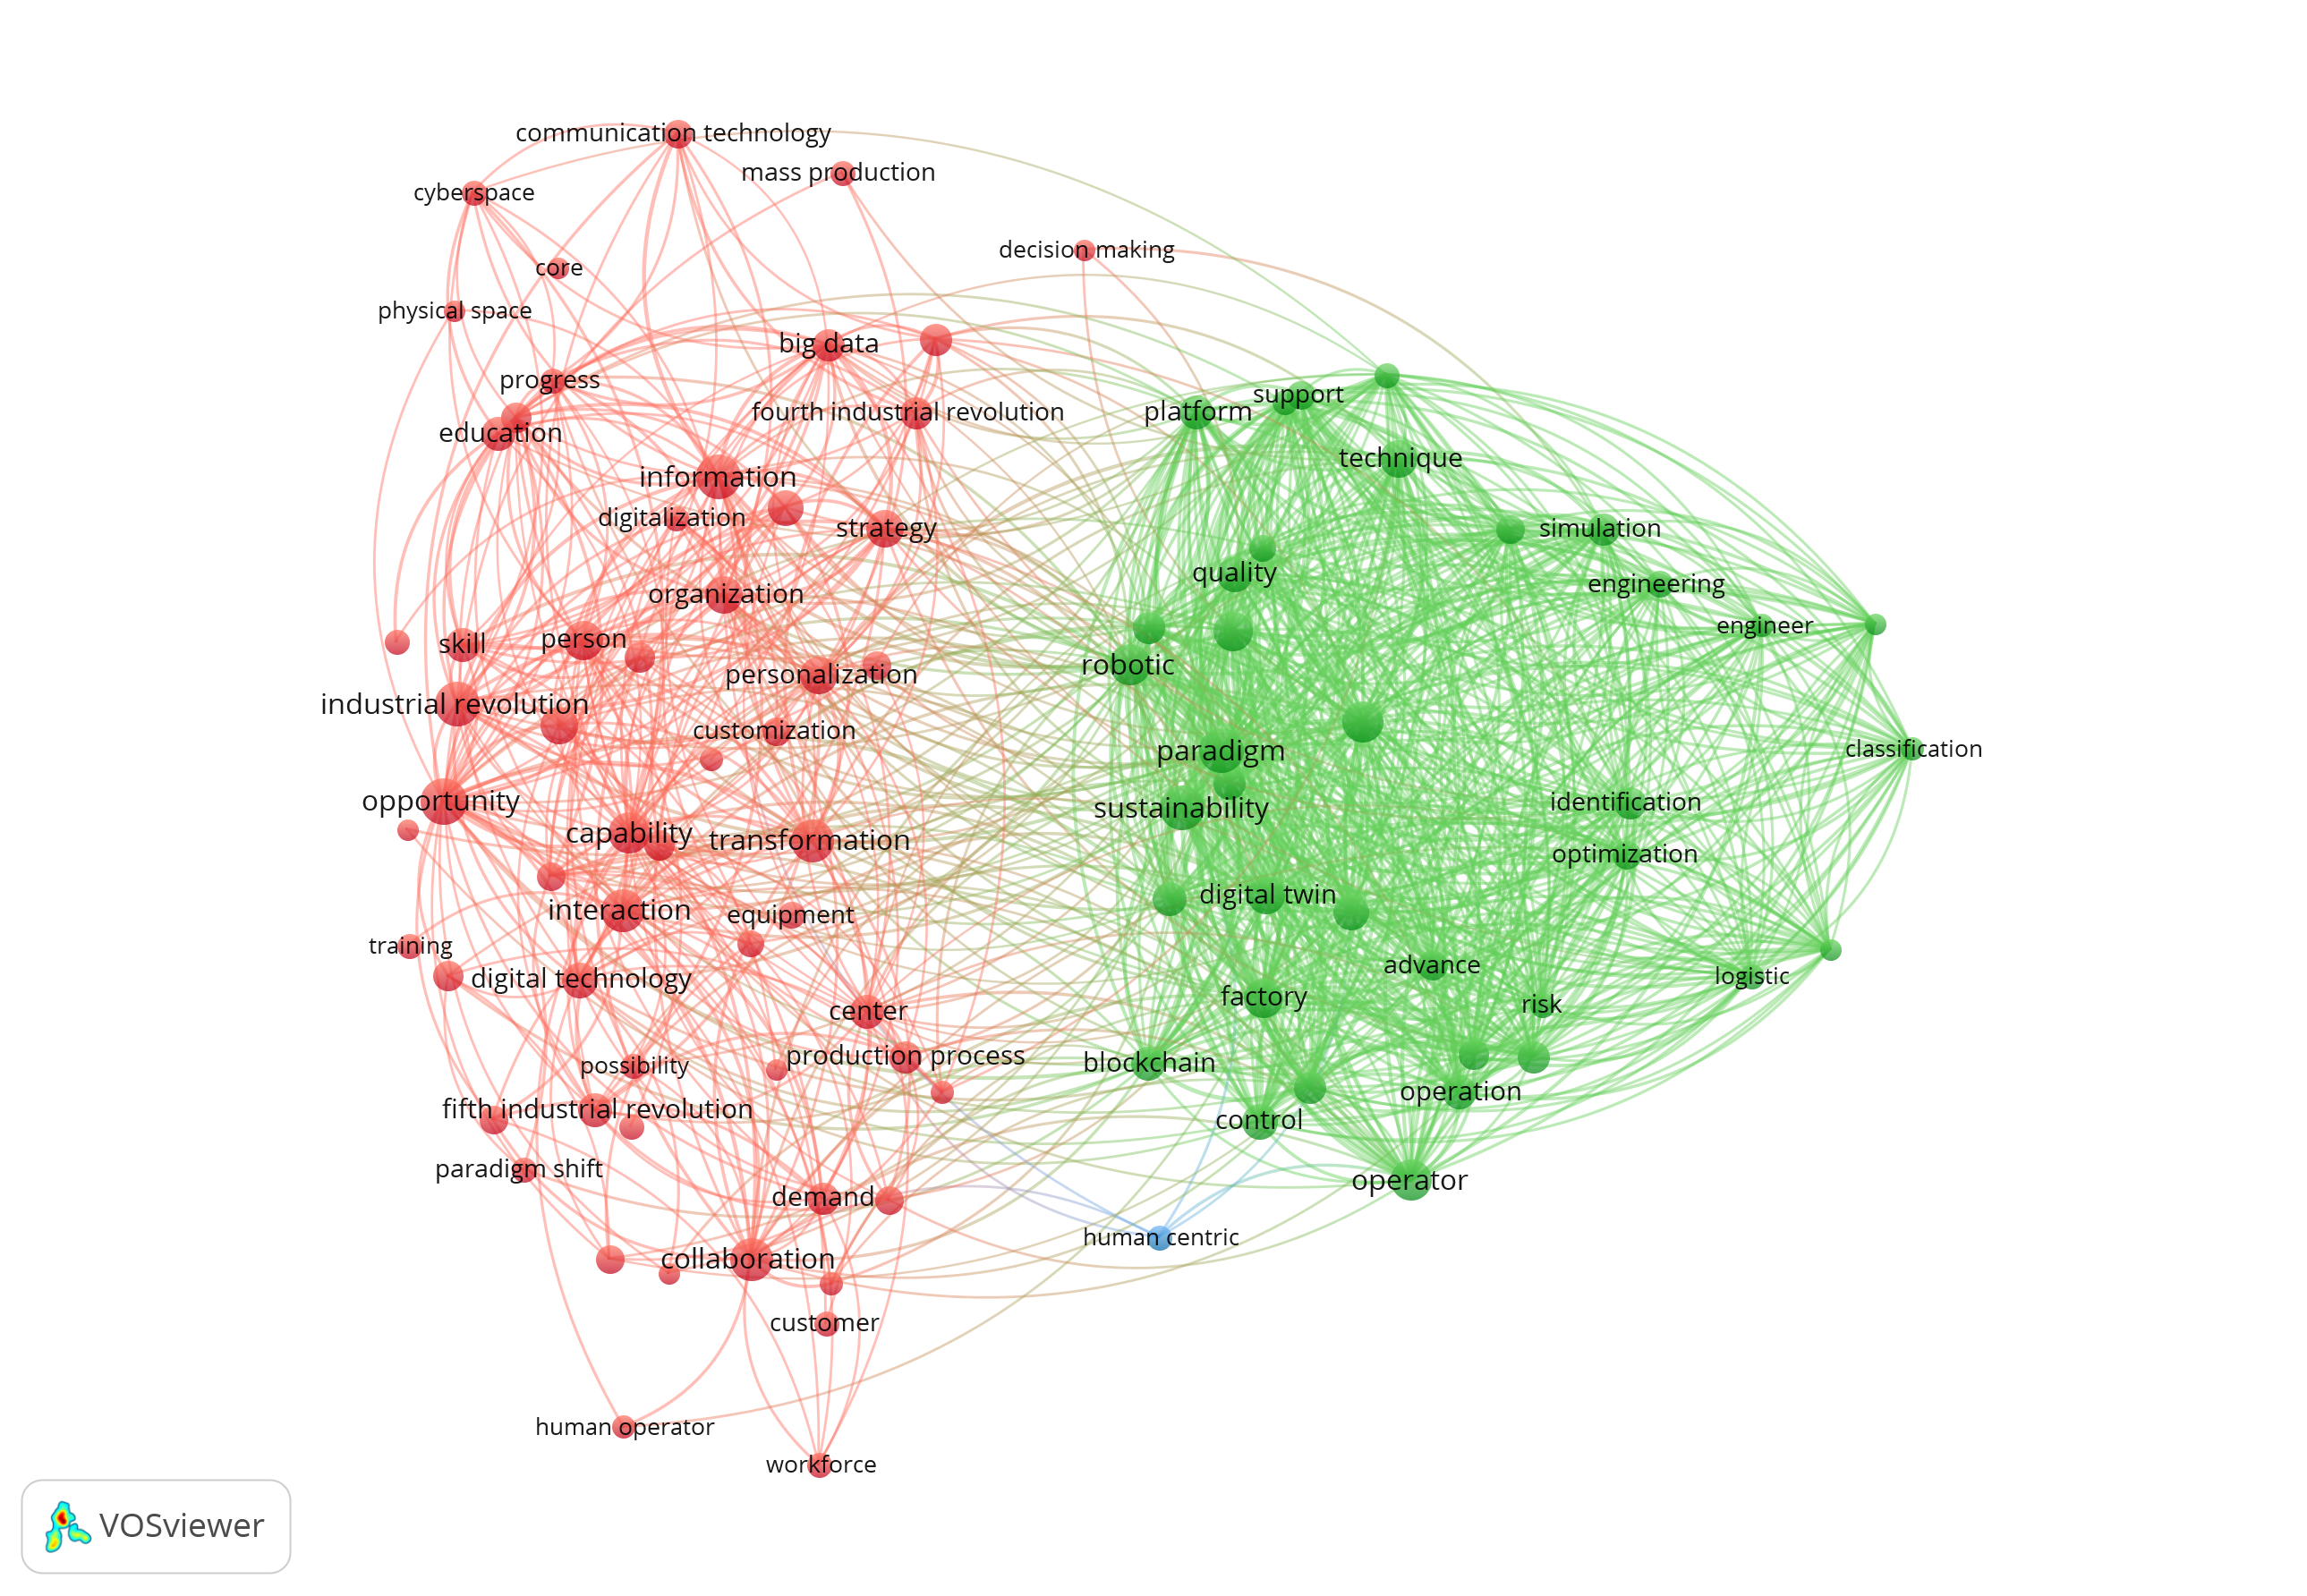 communication technology
mass production
cyberspace
decision making
core
physical space
big data
progress
support
fourth industrial revolution
platform
education
technique
information
digitalization
strategy
simulation
quality
engineering
organization
engineer
person
skill
robotic
personalization
industrial revolution
customization
paradigm
classification
opportunity
identification
sustainability
capability
transformation
optimization
digital twin
interaction
equipment
training
advance
digital technology
logistic
factory
risk
center
production process
blockchain
possibility
operation
fifth industrial revolution
control
paradigm shift
operator
demand
human centric
collaboration
customer
human operator
workforce
VOSviewer